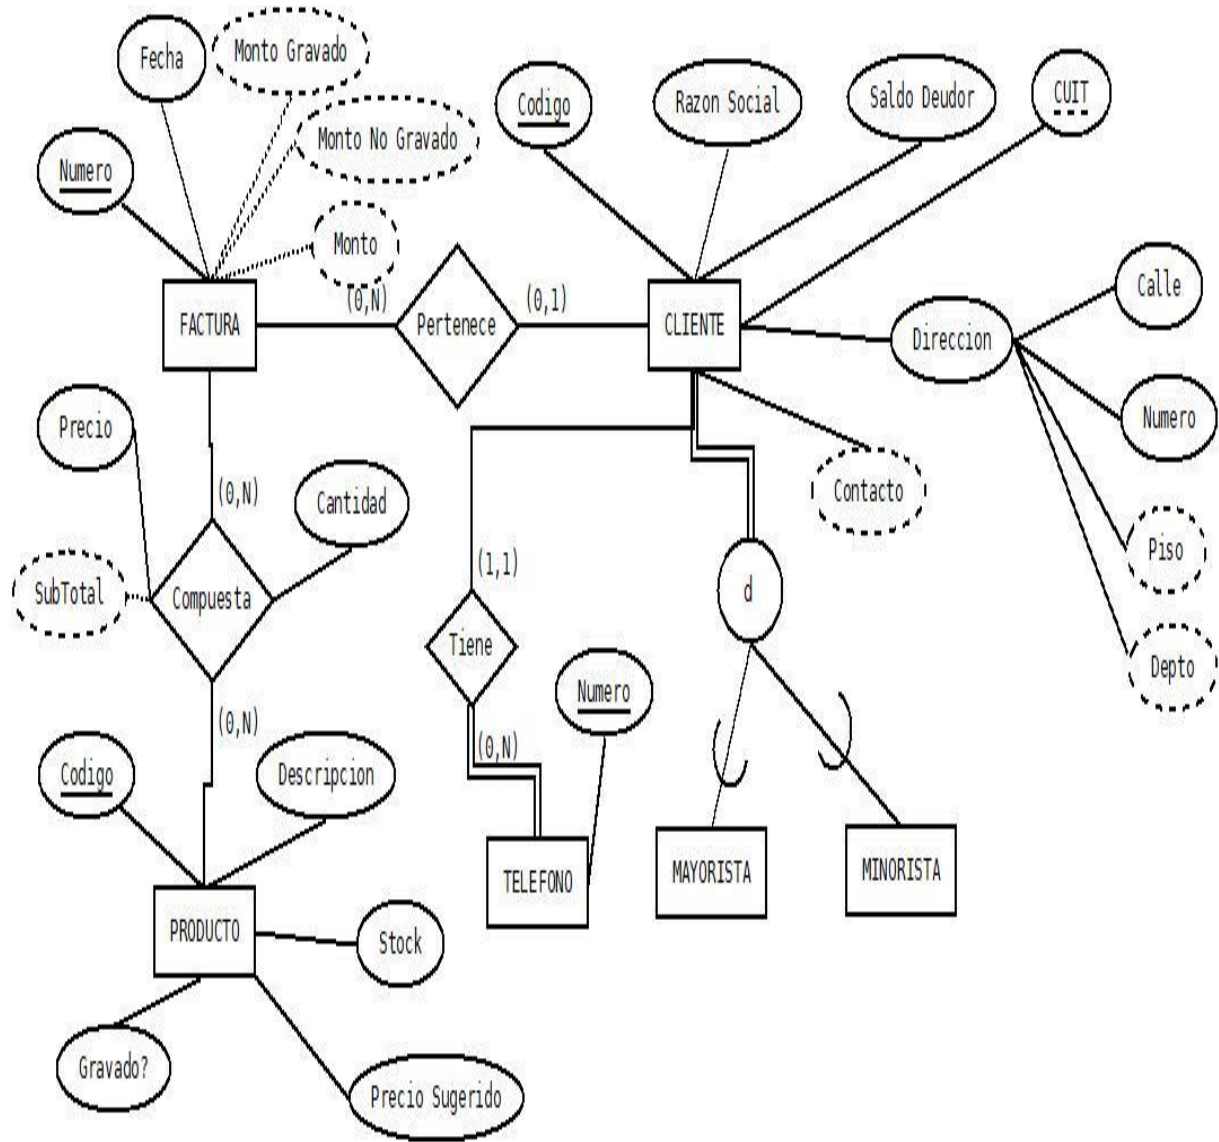 Fecha
Monto Gravado
Monto No Gravado
Numero
Monto
Codigo
Razon Social
Saldo Deudor
CUIT
FACTURA
(0,N)
Pertenece
(0,1)
CLIENTE
Direccion
Calle
Numero
Piso
Depto
Contacto
Precio
(0,N)
Cantidad
SubTotal
Compuesta
(0,N)
(1,1)
Tiene
(0,N)
d
Numero
Codigo
Descripcion
TELEFONO
MAYORISTA
MINORISTA
PRODUCTO
Stock
Gravado?
Precio Sugerido